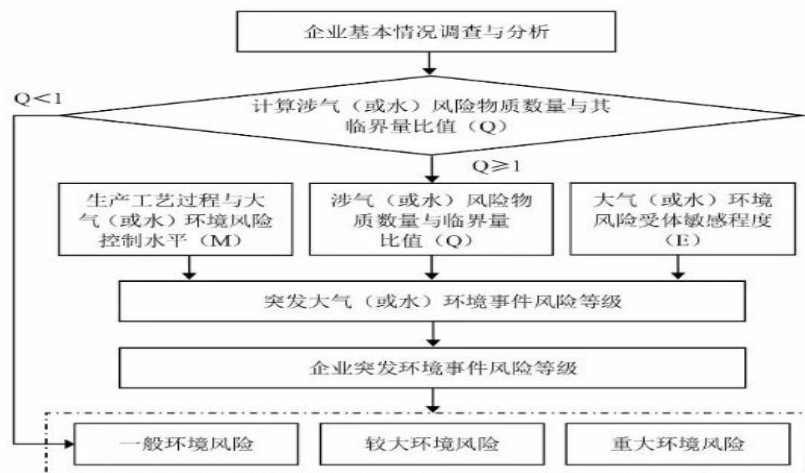 企业基本情况调查与分析
Q<1
计算涉气（或水）风险物质数量与其
临界量比值（Q）
Q≥1
生产工艺过程与大
气（或水）环境风险
控制水平（M）
涉气（或水）风险物
质数量与临界量
比值（Q）
大气（或水）环境
风险受体敏感程度
（E）
突发大气（或水）环境事件风险等级
企业突发环境事件风险等级
一般环境风险
较大环境风险
重大环境风险